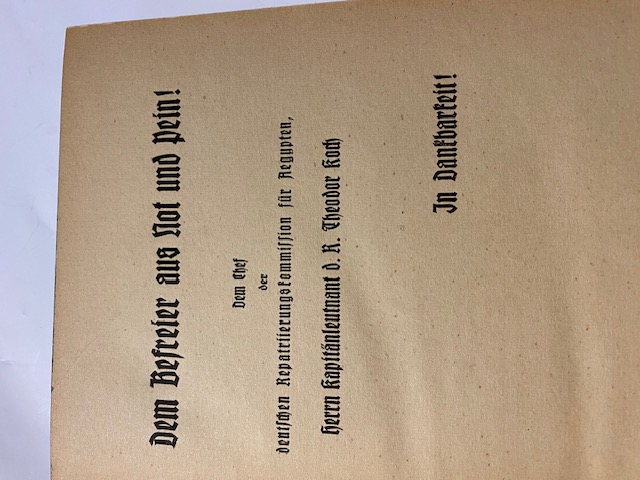 Dem Befreier aus Not und Pein!
Dem Chef
der
deutschen Repatriierungskommission für Aegypten,
Herrn Kapitänleutnant d. R. Theodor Koch
In Dankbarkeit!